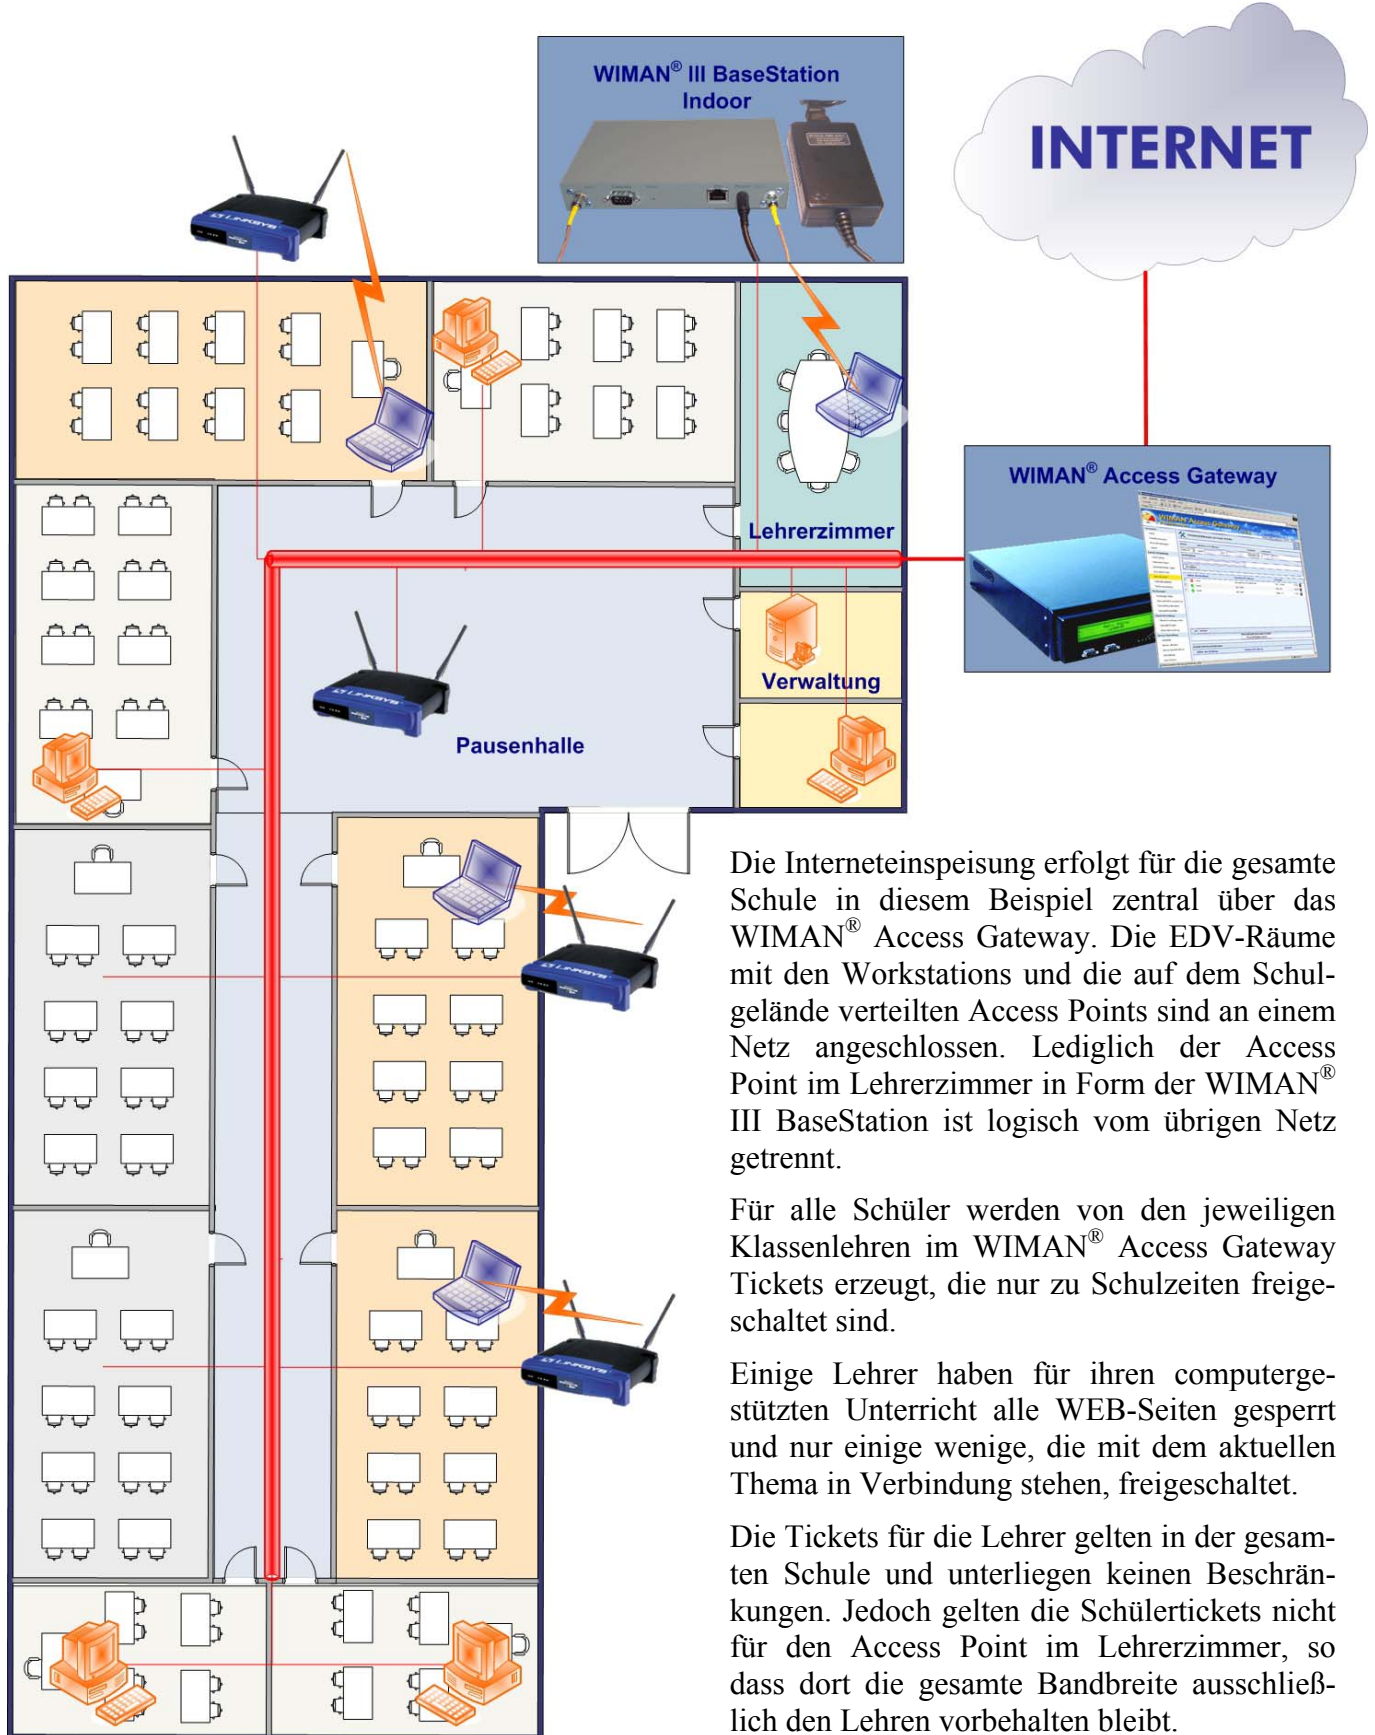 WIMAN® III BaseStation
Indoor
INTERNET
LINKSYS
WIMAN® Access Gateway
WIMAN® Access Gateway
Lehrerzimmer
LINKSYS
Verwaltung
Pausenhalle
LINKSYS
LINKSYS
Die Interneteinspeisung erfolgt für die gesamte
Schule in diesem Beispiel zentral über das
WIMAN® Access Gateway. Die EDV-Räume
mit den Workstations und die auf dem Schul-
gelände verteilten Access Points sind an einem
Netz angeschlossen. Lediglich der Access
Point im Lehrerzimmer in Form der WIMAN®
III BaseStation ist logisch vom übrigen Netz
getrennt.
Für alle Schüler werden von den jeweiligen
Klassenlehren im WIMAN® Access Gateway
Tickets erzeugt, die nur zu Schulzeiten freige-
schaltet sind.
Einige Lehrer haben für ihren computerge-
stützten Unterricht alle WEB-Seiten gesperrt
und nur einige wenige, die mit dem aktuellen
Thema in Verbindung stehen, freigeschaltet.
Die Tickets für die Lehrer gelten in der gesam-
ten Schule und unterliegen keinen Beschrän-
kungen. Jedoch gelten die Schülertickets nicht
für den Access Point im Lehrerzimmer, so
dass dort die gesamte Bandbreite ausschließ-
lich den Lehren vorbehalten bleibt.